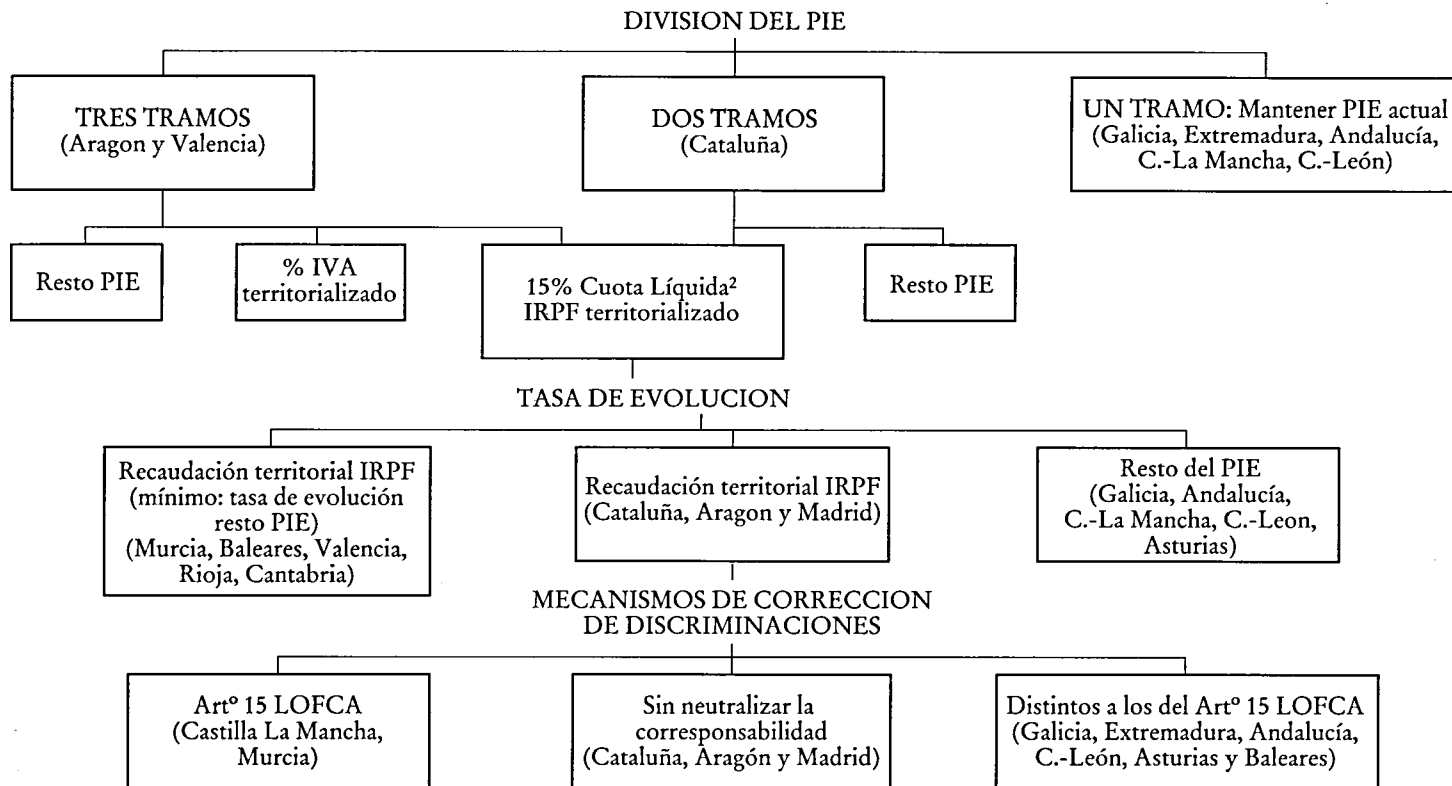 DIVISION DEL PIE
TRES TRAMOS
(Aragon y Valencia)
DOS TRAMOS
(Cataluña)
UN TRAMO: Mantener PIE actual
(Galicia, Extremadura, Andalucía,
C.-La Mancha, C.-León)
Resto PIE
% IVA
territorializado
15% Cuota Líquida²
IRPF territorializado
Resto PIE
TASA DE EVOLUCION
Recaudación territorial IRPF
(mínimo: tasa de evolución
resto PIE)
(Murcia, Baleares, Valencia,
Rioja, Cantabria)
Recaudación territorial IRPF
(Cataluña, Aragon y Madrid)
Resto del PIE
(Galicia, Andalucía,
C.-La Mancha, C.-Leon,
Asturias)
MECANISMOS DE CORRECCION
DE DISCRIMINACIONES
Artº 15 LOFCA
(Castilla La Mancha,
Murcia)
Sin neutralizar la
corresponsabilidad
(Cataluña, Aragón y Madrid)
Distintos a los del Artº 15 LOFCA
(Galicia, Extremadura, Andalucía,
C.-León, Asturias y Baleares)